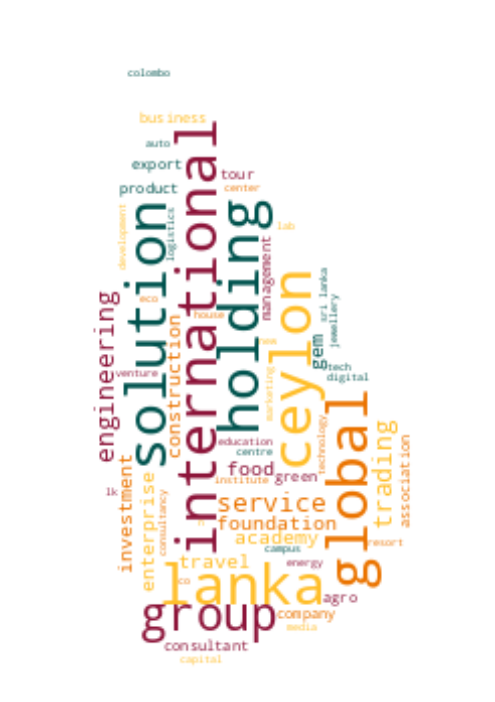 colombo
business
auto
export
tour
product
center
development
logistics
solution
international
holding
lab
management
sri lanka
eco
house
ceylon
jewellery
engineering
construction
new
gem
venture
tech
digital
marketing
global
education
centre
technology
food
institute
green
trading
association
lk
investment
enterprise
consultancy
service
foundation
academy
campus
resort
travel
energy
co
lanka
agro
group
company
media
consultant
capital